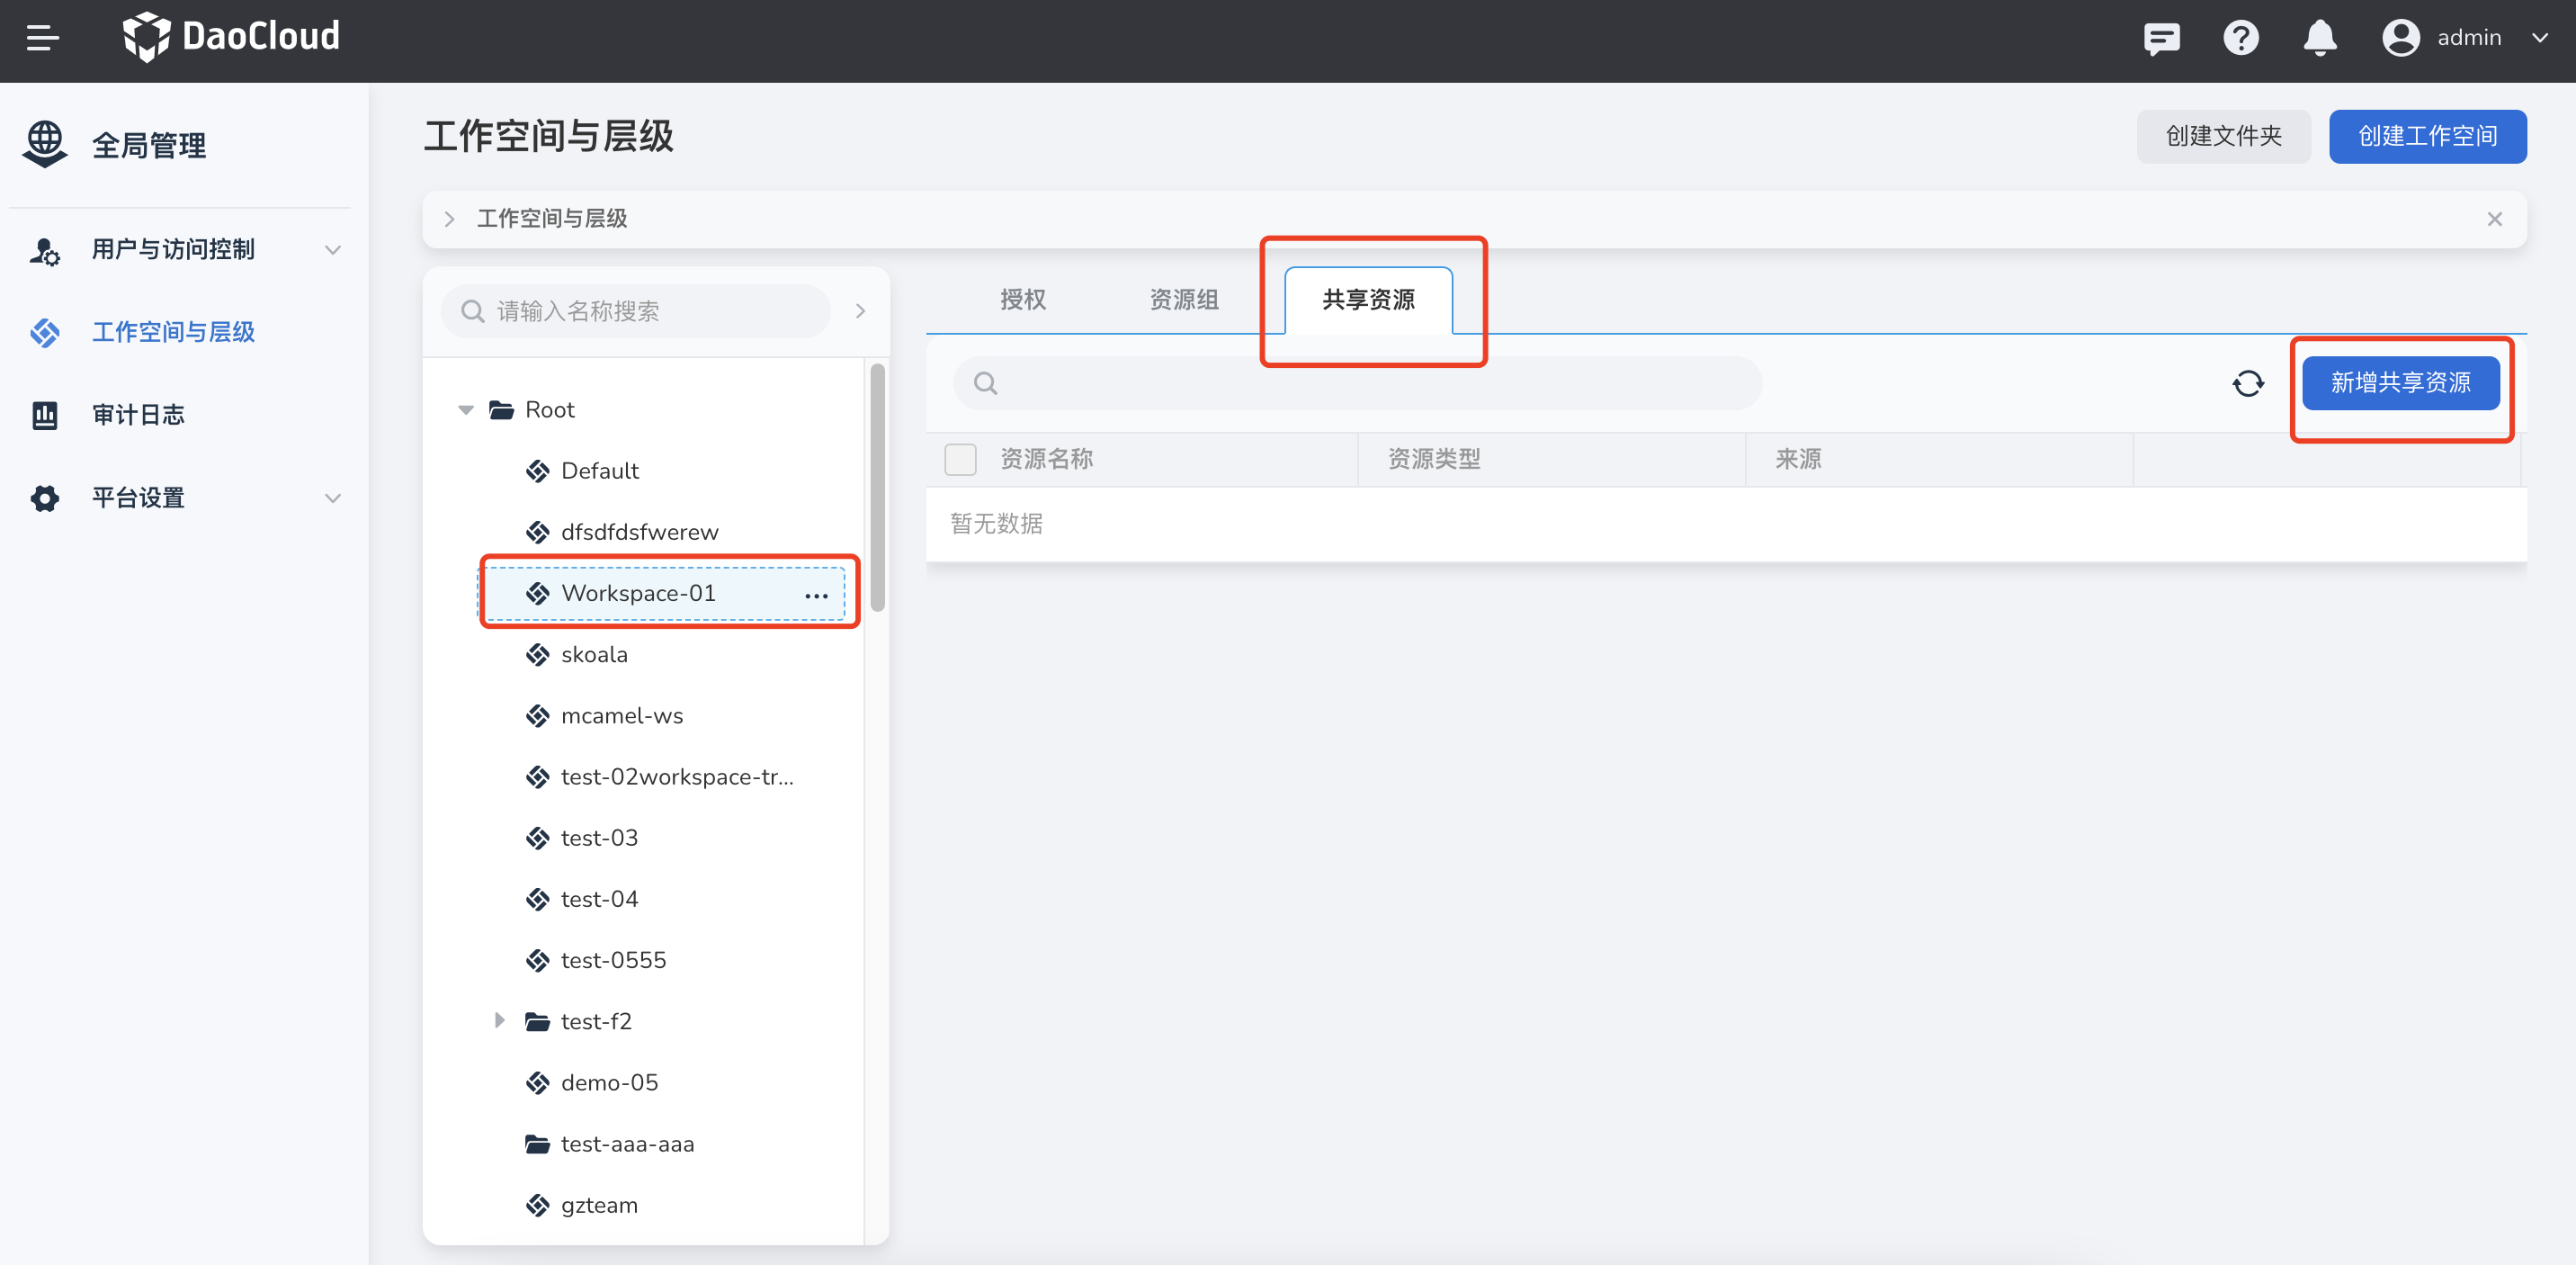 DaoCloud
admin
全局管理
用户与访问控制
工作空间与层级
审计日志
平台设置
工作空间与层级
创建文件夹
创建工作空间
工作空间与层级
请输入名称搜索
Root
Default
dfsdfdsfwerew
Workspace-01
skoala
mcamel-ws
test-02workspace-tr...
test-03
test-04
test-0555
test-f2
demo-05
test-aaa-aaa
gzteam
授权
资源组
共享资源
新增共享资源
资源名称
资源类型
来源
暂无数据